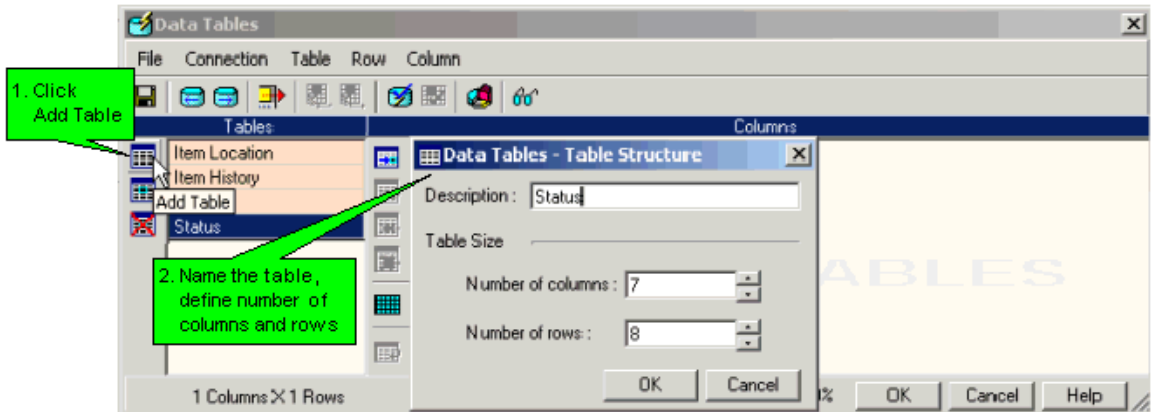 Data Tables
File Connection Table Row Column
1. Click
Add Table
Tables
Columns
Item Location
Item History
Add Table
Status
2. Name the table,
define number of
columns and rows
Data Tables - Table Structure
Description : Status
Table Size
Number of columns : 7
Number of rows : 8
OK Cancel
ABLES
1 Columns X 1 Rows
% OK Cancel Help